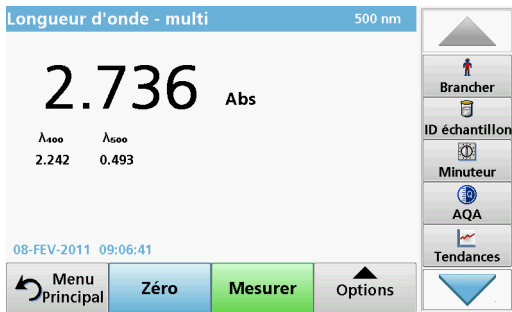 Longueur d'onde - multi 500 nm
2.736 Abs
λ₄₀₀ λ₅₀₀
2.242 0.493
08-FEV-2011 09:06:41
Menu Principal
Zéro
Mesurer
Options
Brancher
ID échantillon
Minuteur
AQA
Tendances